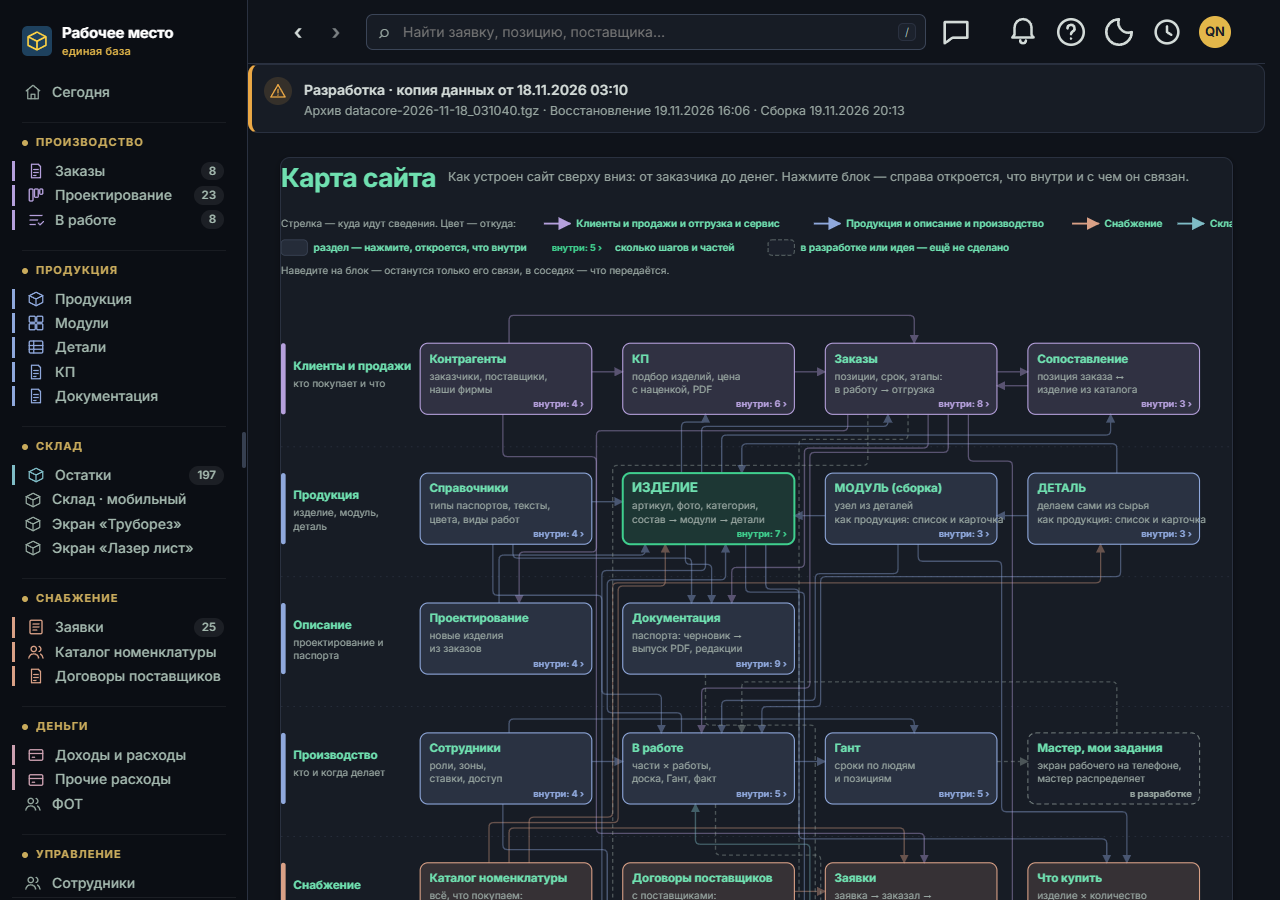 Рабочее место
единая база
Сегодня
ПРОИЗВОДСТВО
Заказы 8
Проектирование 23
В работе 8
ПРОДУКЦИЯ
Продукция
Модули
Детали
КП
Документация
СКЛАД
Остатки 197
Склад · мобильный
Экран «Труборез»
Экран «Лазер лист»
СНАБЖЕНИЕ
Заявки 25
Каталог номенклатуры
Договоры поставщиков
ДЕНЬГИ
Доходы и расходы
Прочие расходы
ФОТ
УПРАВЛЕНИЕ
Сотрудники
Найти заявку, позицию, поставщика... /
QN
Разработка · копия данных от 18.11.2026 03:10
Архив datacore-2026-11-18_031040.tgz · Восстановление 19.11.2026 16:06 · Сборка 19.11.2026 20:13
Карта сайта Как устроен сайт сверху вниз: от заказчика до денег. Нажмите блок — справа откроется, что внутри и с чем он связан.
Стрелка — куда идут сведения. Цвет — откуда: Клиенты и продажи и отгрузка и сервис Продукция и описание и производство Снабжение Скла
раздел — нажмите, откроется, что внутри внутри: 5 › сколько шагов и частей в разработке или идея — ещё не сделано
Наведите на блок — останутся только его связи, в соседях — что передаётся.
Клиенты и продажи
кто покупает и что
Контрагенты
заказчики, поставщики,
наши фирмы
внутри: 4 ›
КП
подбор изделий, цена
с наценкой, PDF
внутри: 6 ›
Заказы
позиции, срок, этапы:
в работу → отгрузка
внутри: 8 ›
Сопоставление
позиция заказа ↔
изделие из каталога
внутри: 3 ›
Продукция
изделие, модуль,
деталь
Справочники
типы паспортов, тексты,
цвета, виды работ
внутри: 4 ›
ИЗДЕЛИЕ
артикул, фото, категория,
состав → модули → детали
внутри: 7 ›
МОДУЛЬ (сборка)
узел из деталей
как продукция: список и карточка
внутри: 3 ›
ДЕТАЛЬ
делаем сами из сырья
как продукция: список и карточка
внутри: 3 ›
Описание
проектирование и
паспорта
Проектирование
новые изделия
из заказов
внутри: 4 ›
Документация
паспорта: черновик →
выпуск PDF, редакции
внутри: 9 ›
Производство
кто и когда делает
Сотрудники
роли, зоны,
ставки, доступ
внутри: 4 ›
В работе
части × работы,
доска, Гант, факт
внутри: 5 ›
Гант
сроки по людям
и позициям
внутри: 5 ›
Мастер, мои задания
экран рабочего на телефоне,
мастер распределяет
в разработке
Снабжение
Каталог номенклатуры
всё, что покупаем:
Договоры поставщиков
с поставщиками:
Заявки
заявка → заказал →
Что купить
изделие × количество